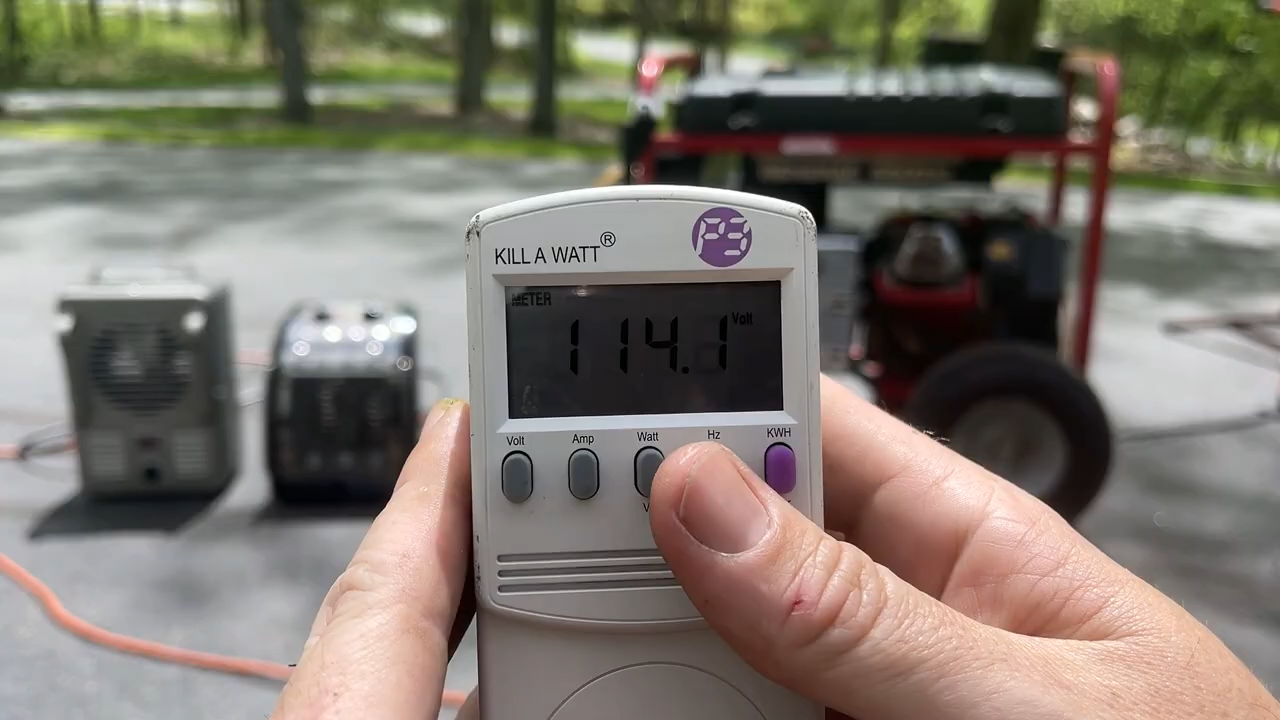 KILL A WATT®
P3
METER
114.1 Volt
Volt Amp Watt Hz KWH